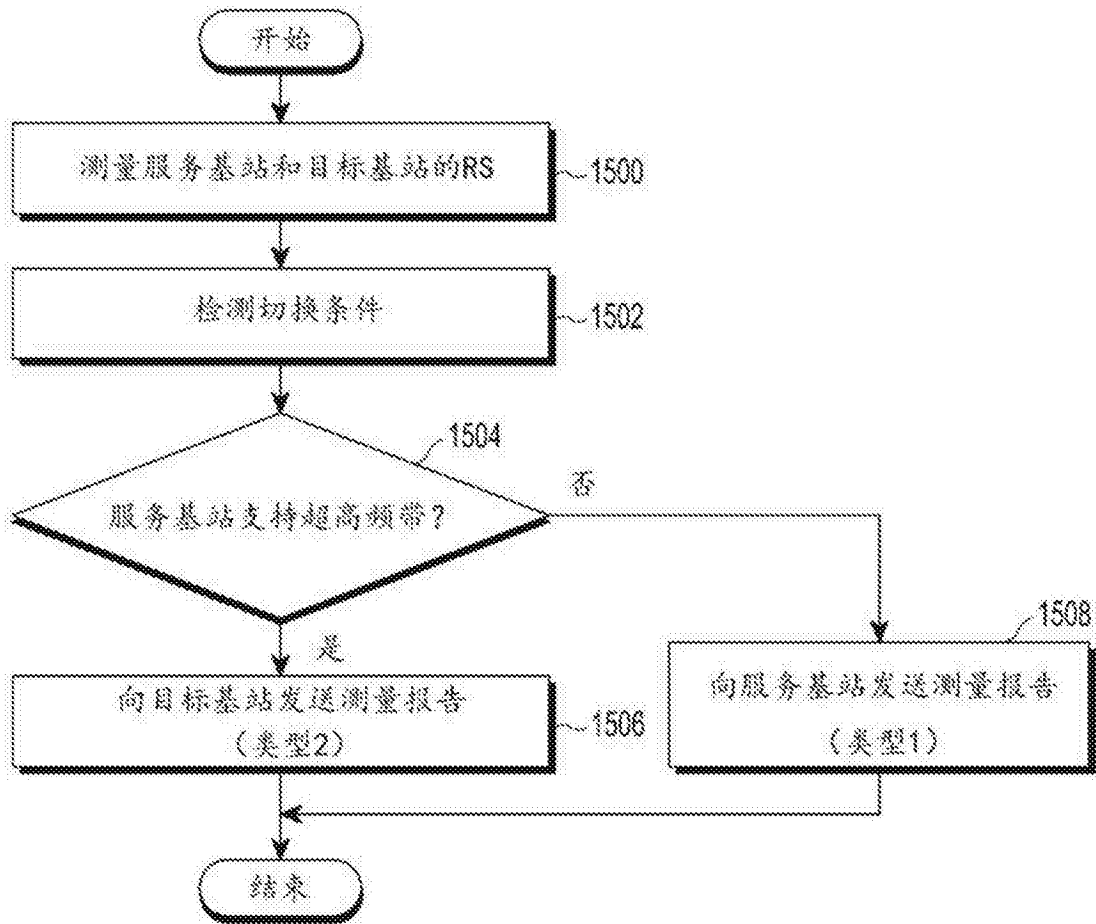 开始
测量服务基站和目标基站的RS
1500
检测切换条件
1502
1504
服务基站支持超高频带？
否
是
向目标基站发送测量报告
（类型2）
1506
1508
向服务基站发送测量报告
（类型1）
结束